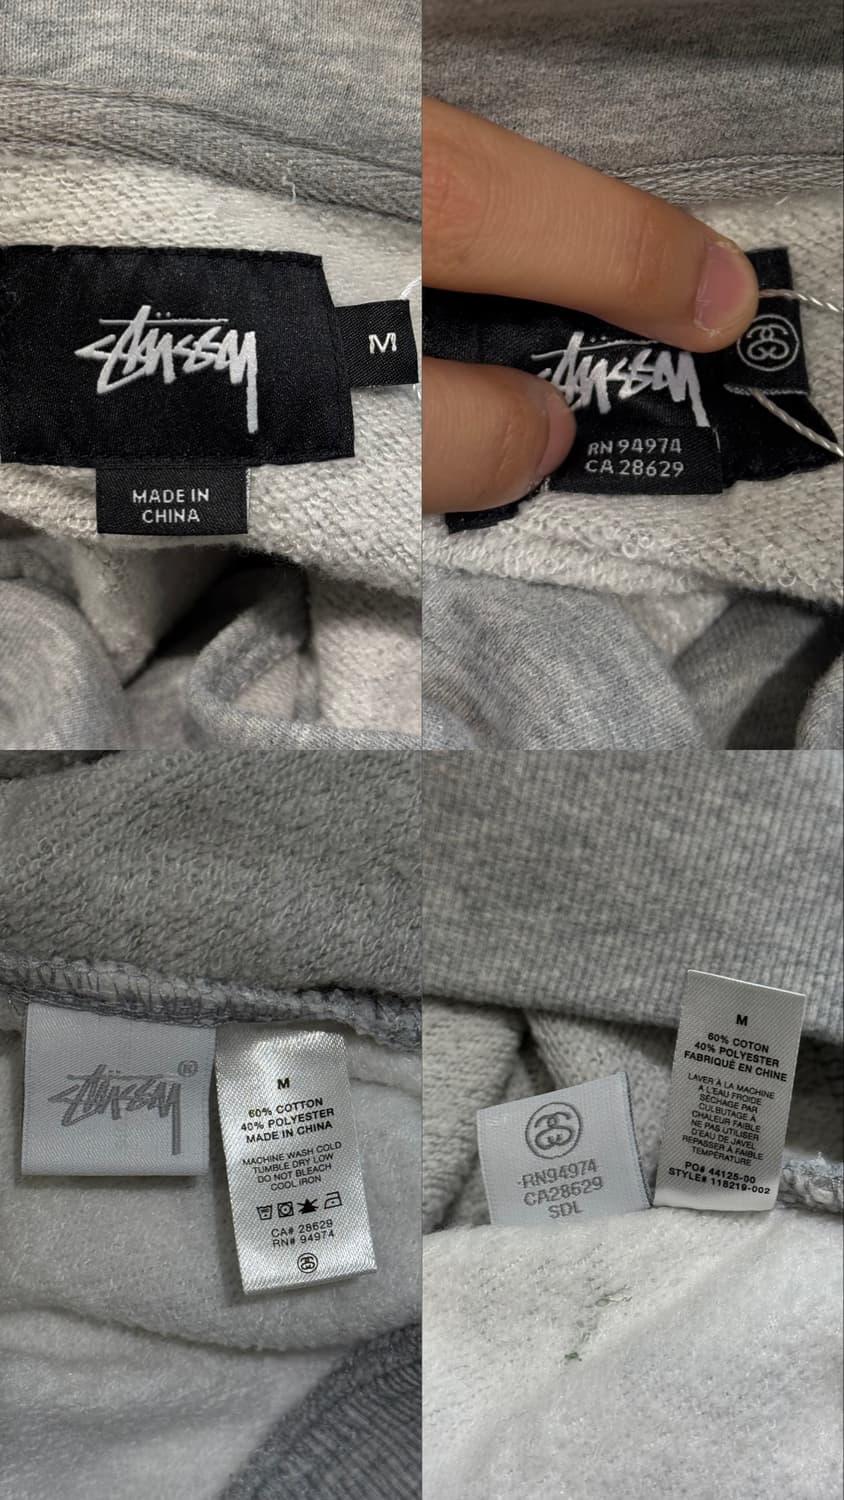 STÜSSY
M
MADE IN
CHINA
STÜSSY
RN 94974
CA 28629
STÜSSY®
M
60% COTTON
40% POLYESTER
MADE IN CHINA
MACHINE WASH COLD
TUMBLE DRY LOW
DO NOT BLEACH
COOL IRON
CA# 28629
RN# 94974
RN94974
CA28629
SDL
M
60% COTON
40% POLYESTER
FABRIQUÉ EN CHINE
LAVER À LA MACHINE
A L'EAU FROIDE
SÉCHAGE PAR
CULBUTAGE À
CHALEUR FAIBLE
NE PAS UTILISER
D'EAU DE JAVEL
REPASSER À FAIBLE
TEMPÉRATURE
PO# 44125-00
STYLE# 118219-002